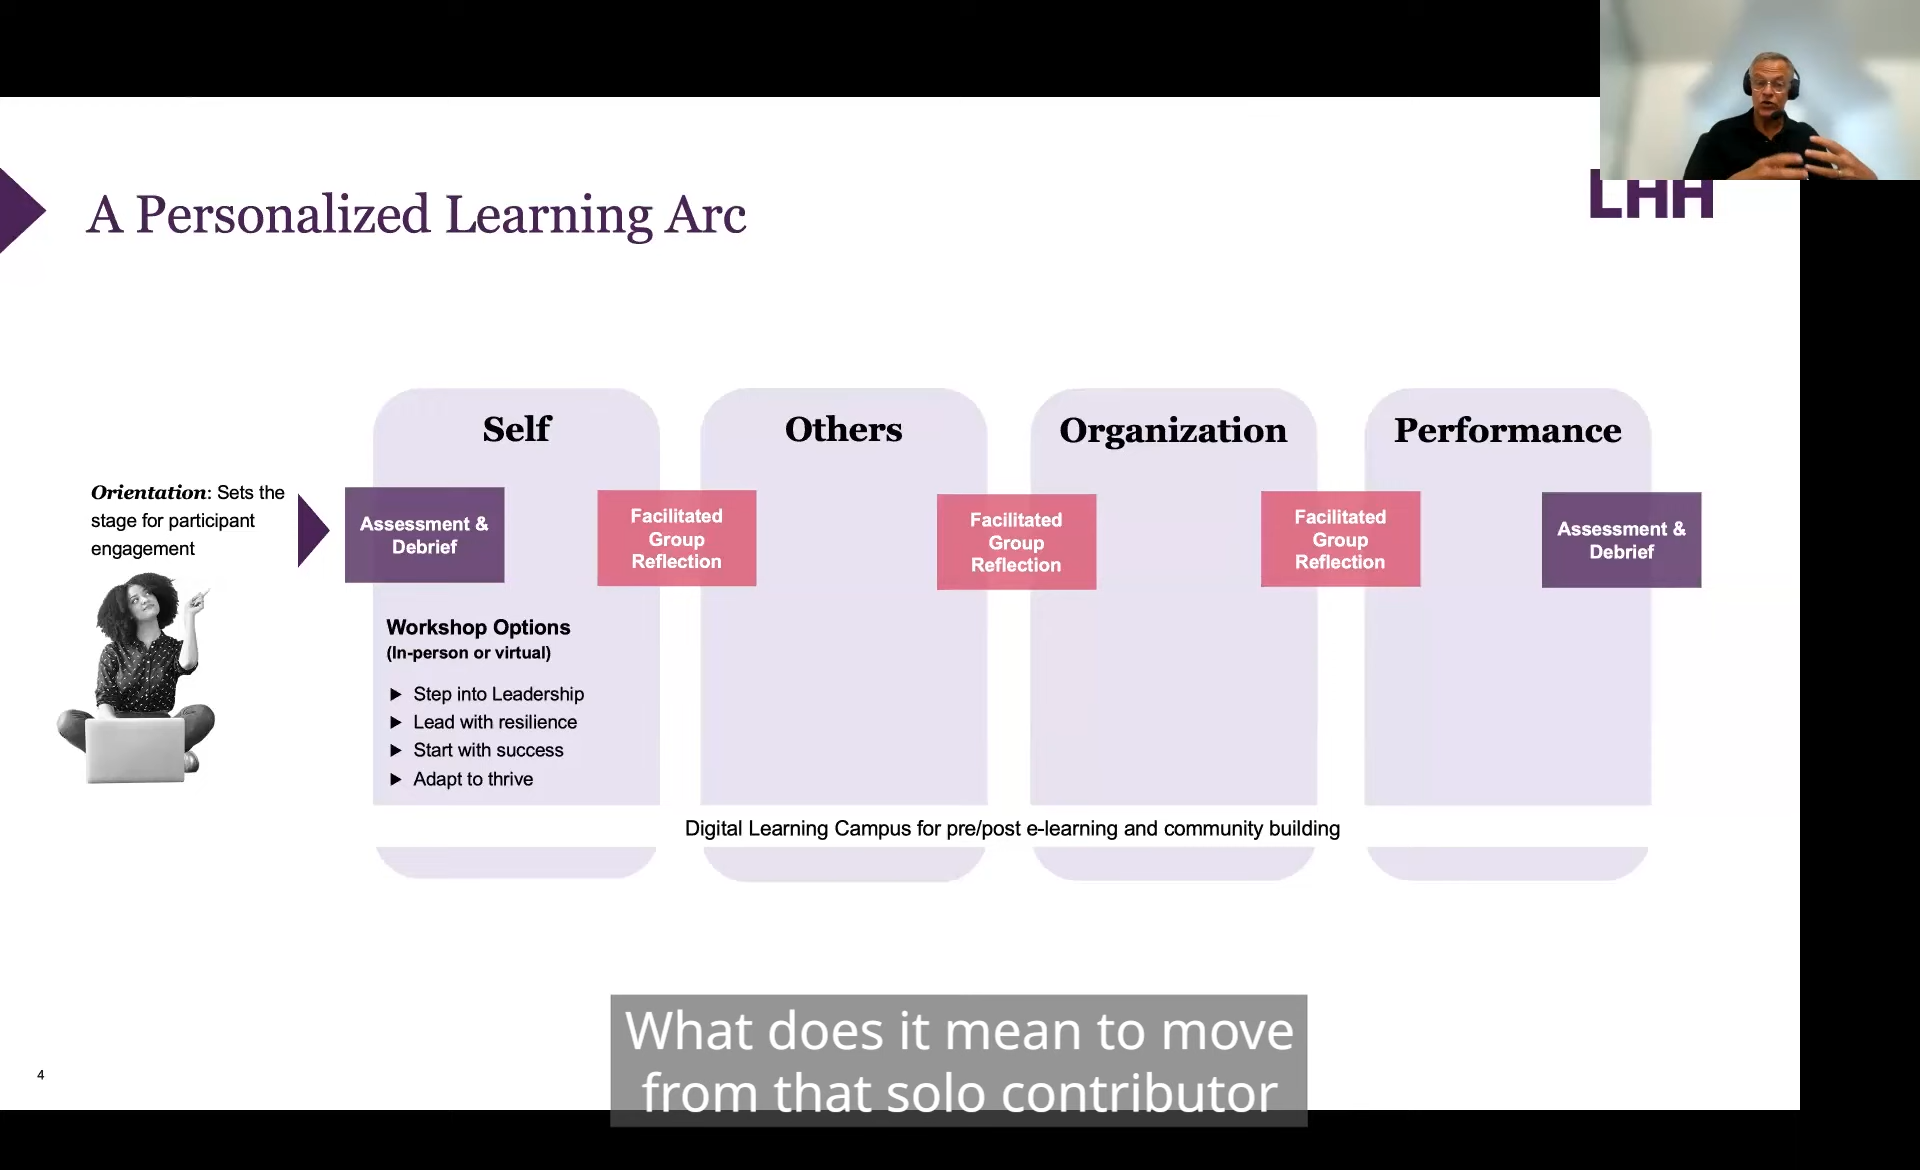 LHH
A Personalized Learning Arc
Self
Others
Organization
Performance
Orientation: Sets the
stage for participant
engagement
Assessment &
Debrief
Facilitated
Group
Reflection
Facilitated
Group
Reflection
Facilitated
Group
Reflection
Assessment &
Debrief
Workshop Options
(In-person or virtual)
Step into Leadership
Lead with resilience
Start with success
Adapt to thrive
Digital Learning Campus for pre/post e-learning and community building
What does it mean to move
from that solo contributor
4